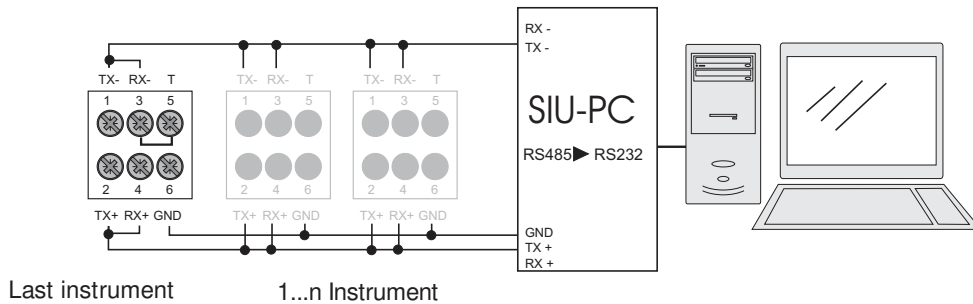 RX -
TX -
TX- RX- T
1 3 5
2 4 6
TX+ RX+ GND
TX- RX- T
1 3 5
2 4 6
TX+ RX+ GND
TX- RX- T
1 3 5
2 4 6
TX+ RX+ GND
SIU-PC
RS485 ▶ RS232
GND
TX +
RX +
Last instrument
1...n Instrument